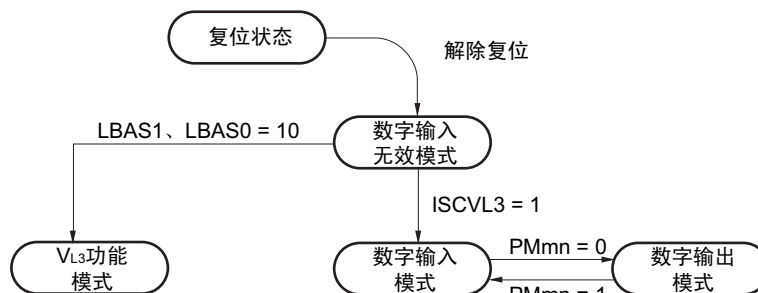 复位状态
解除复位
LBAS1、LBAS0 = 10
数字输入
无效模式
ISCVL3 = 1
VL3功能
模式
数字输入
模式
PMmn = 0
数字输出
模式
PMmn = 1